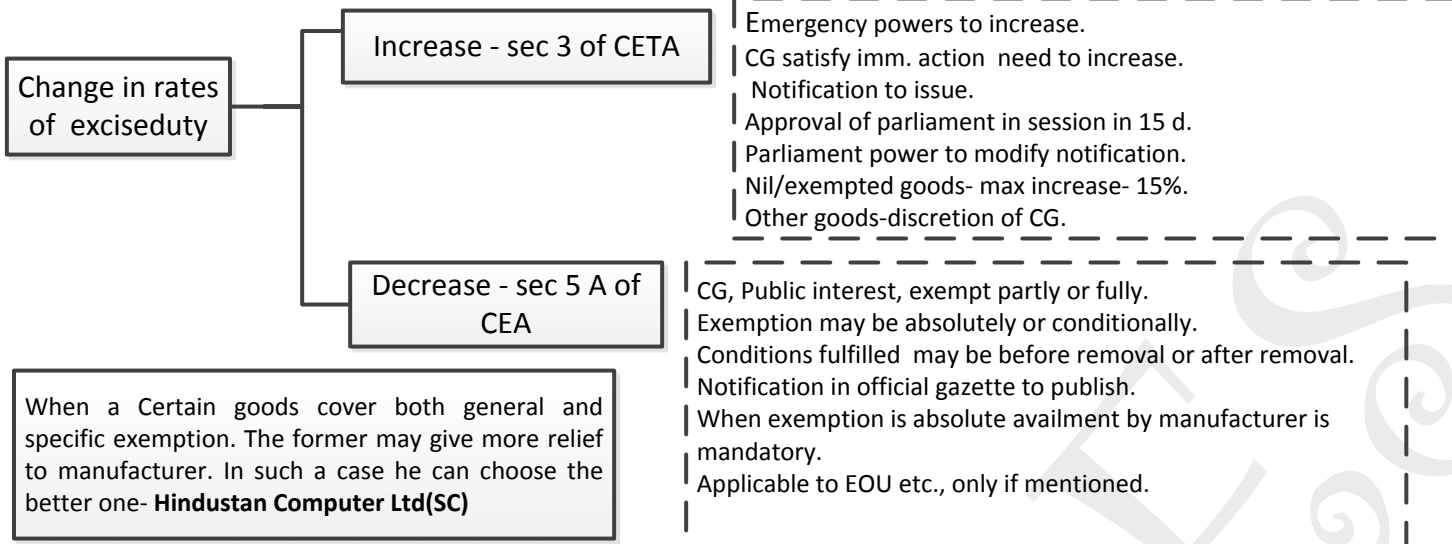 Change in rates
of exciseduty
Increase - sec 3 of CETA
Emergency powers to increase.
CG satisfy imm. action need to increase.
Notification to issue.
Approval of parliament in session in 15 d.
Parliament power to modify notification.
Nil/exempted goods- max increase- 15%.
Other goods-discretion of CG.
Decrease - sec 5 A of
CEA
CG, Public interest, exempt partly or fully.
Exemption may be absolutely or conditionally.
Conditions fulfilled may be before removal or after removal.
Notification in official gazette to publish.
When exemption is absolute availment by manufacturer is
mandatory.
Applicable to EOU etc., only if mentioned.
When a Certain goods cover both general and
specific exemption. The former may give more relief
to manufacturer. In such a case he can choose the
better one- Hindustan Computer Ltd(SC)